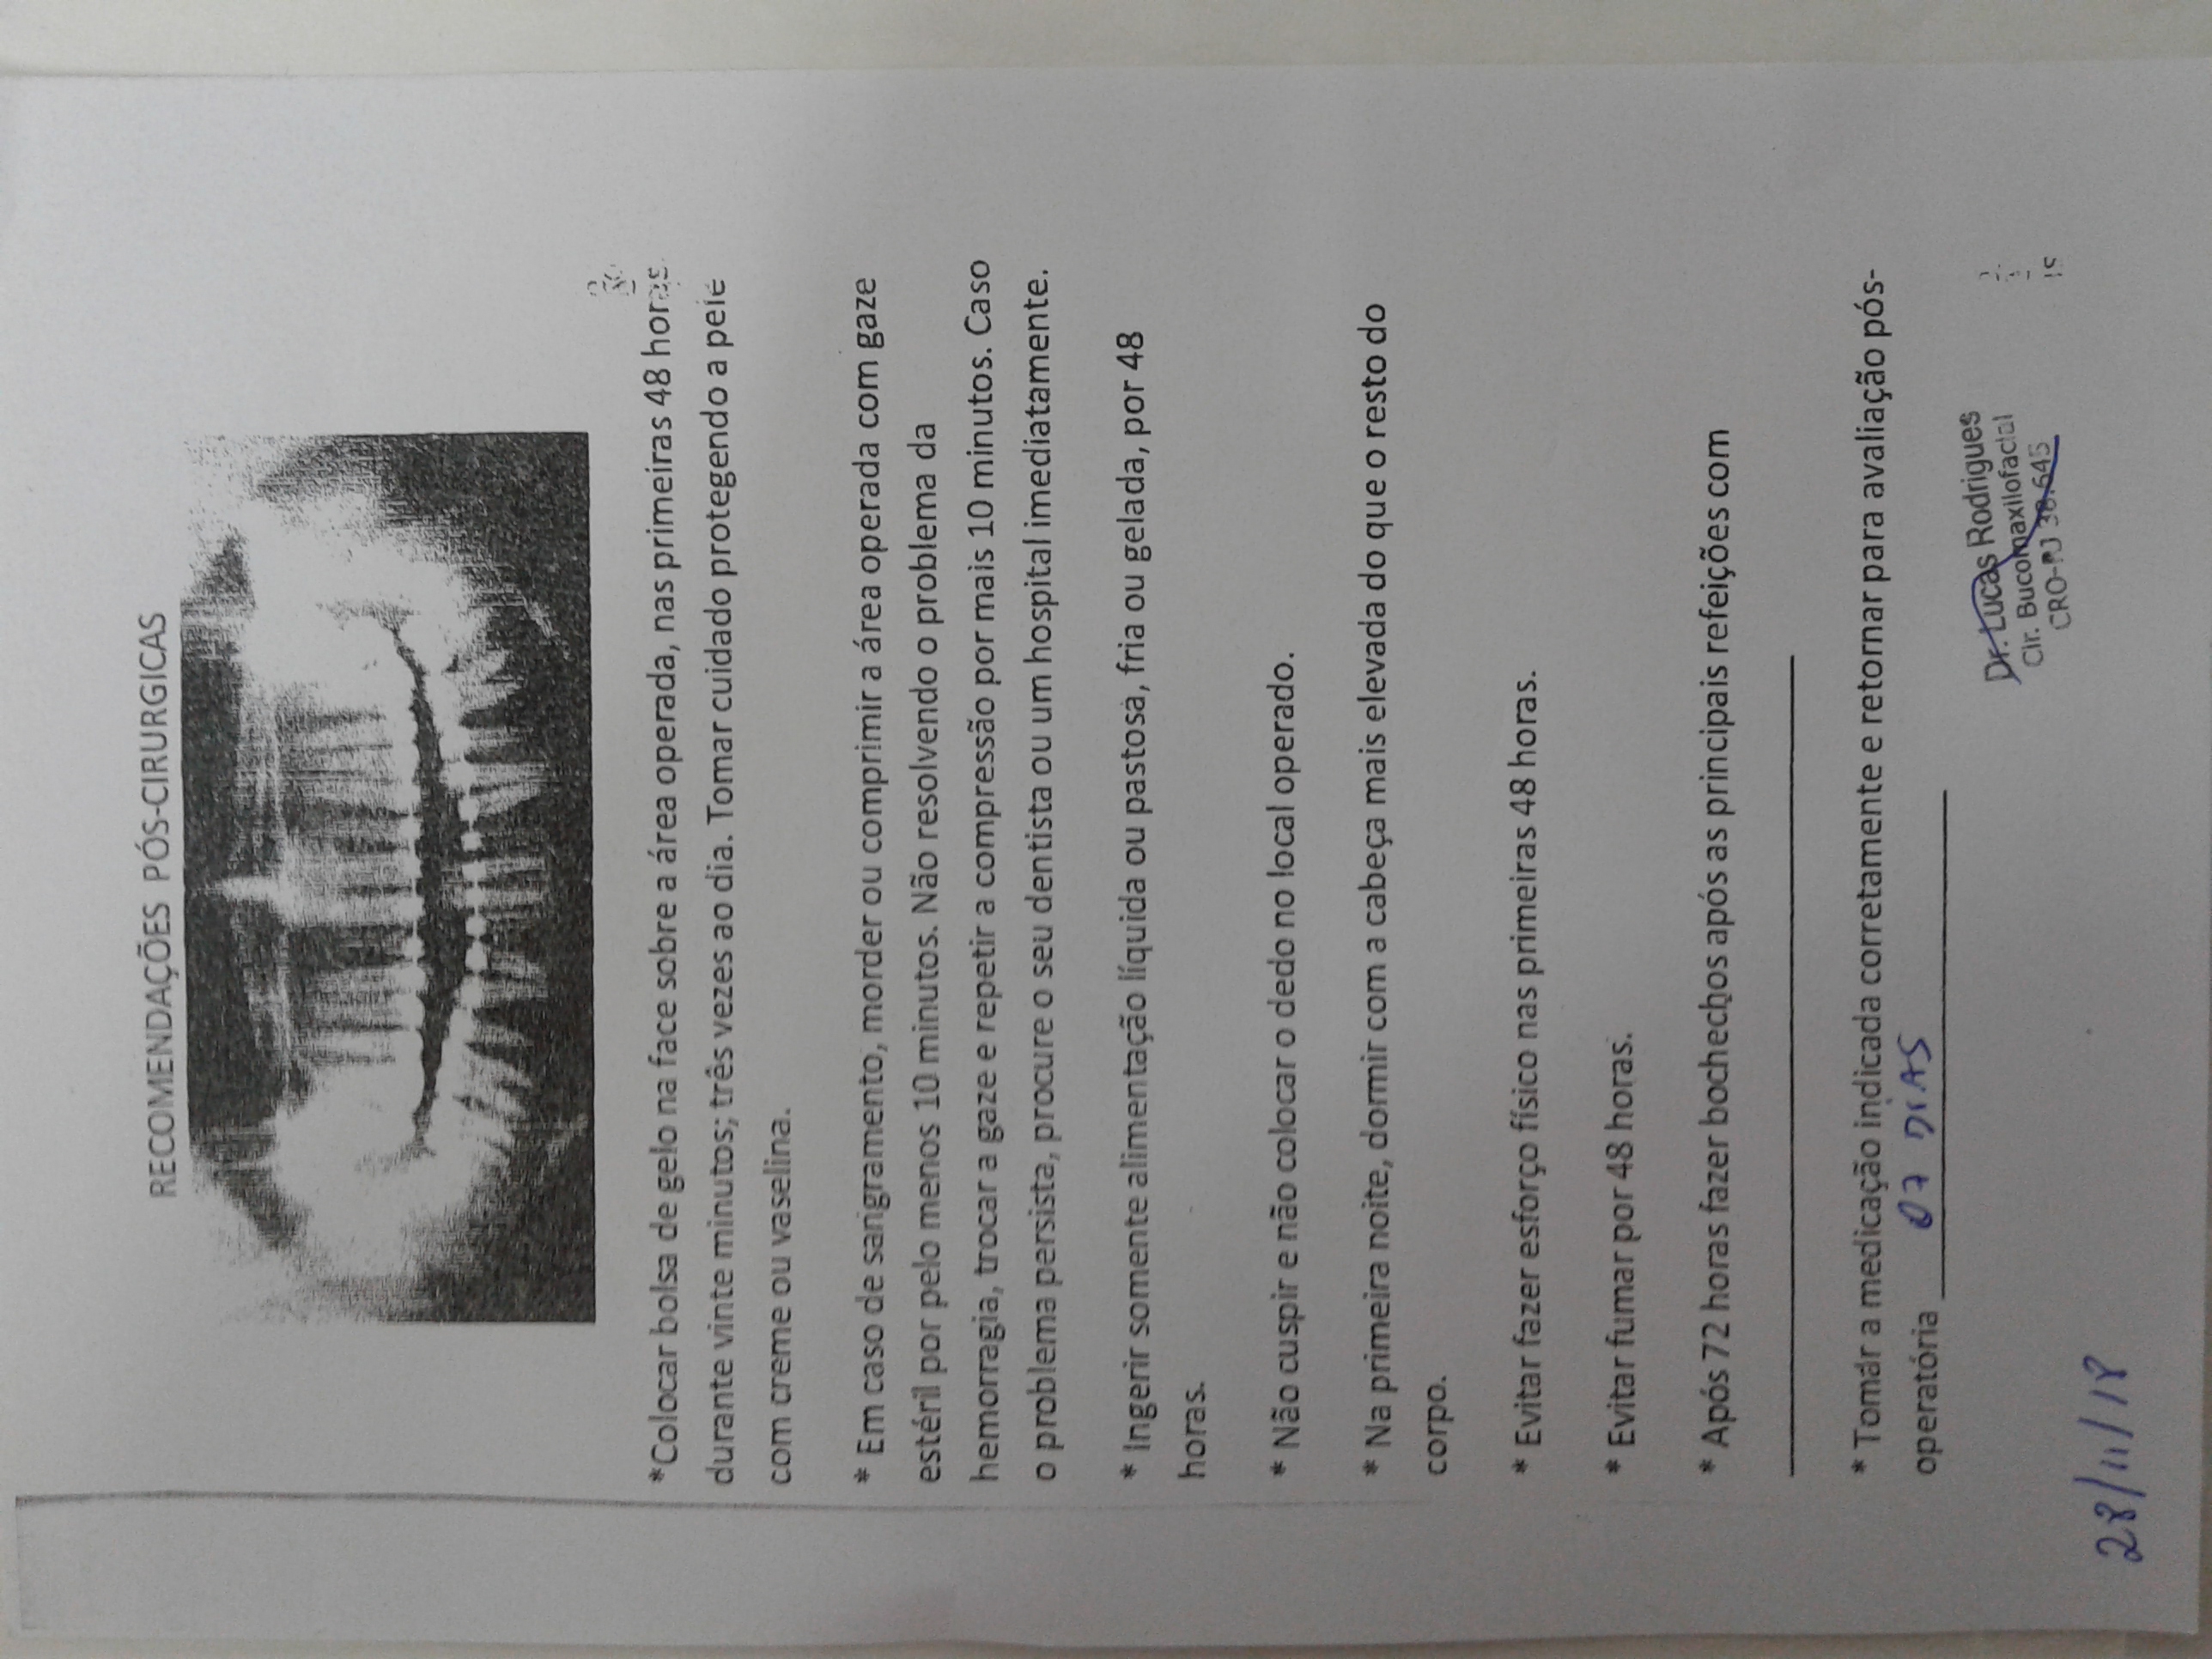 RECOMENDAÇÕES PÓS-CIRURGICAS
*Colocar bolsa de gelo na face sobre a área operada, nas primeiras 48 horas
durante vinte minutos; três vezes ao dia. Tomar cuidado protegendo a pele
com creme ou vaselina.
* Em caso de sangramento, morder ou comprimir a área operada com gaze
estéril por pelo menos 10 minutos. Não resolvendo o problema da
hemorragia, trocar a gaze e repetir a compressão por mais 10 minutos. Caso
o problema persista, procure o seu dentista ou um hospital imediatamente.
* Ingerir somente alimentação líquida ou pastosa, fria ou gelada, por 48
horas.
* Não cuspir e não colocar o dedo no local operado.
* Na primeira noite, dormir com a cabeça mais elevada do que o resto do
corpo.
* Evitar fazer esforço físico nas primeiras 48 horas.
* Evitar fumar por 48 horas.
* Após 72 horas fazer bochechos após as principais refeições com
* Tomar a medicação indicada corretamente e retornar para avaliação pós-
operatória 07 DIAS
Dr. Lucas Rodrigues
Cir. Bucomaxilofacial
CRO-RJ 38.645
28/11/18